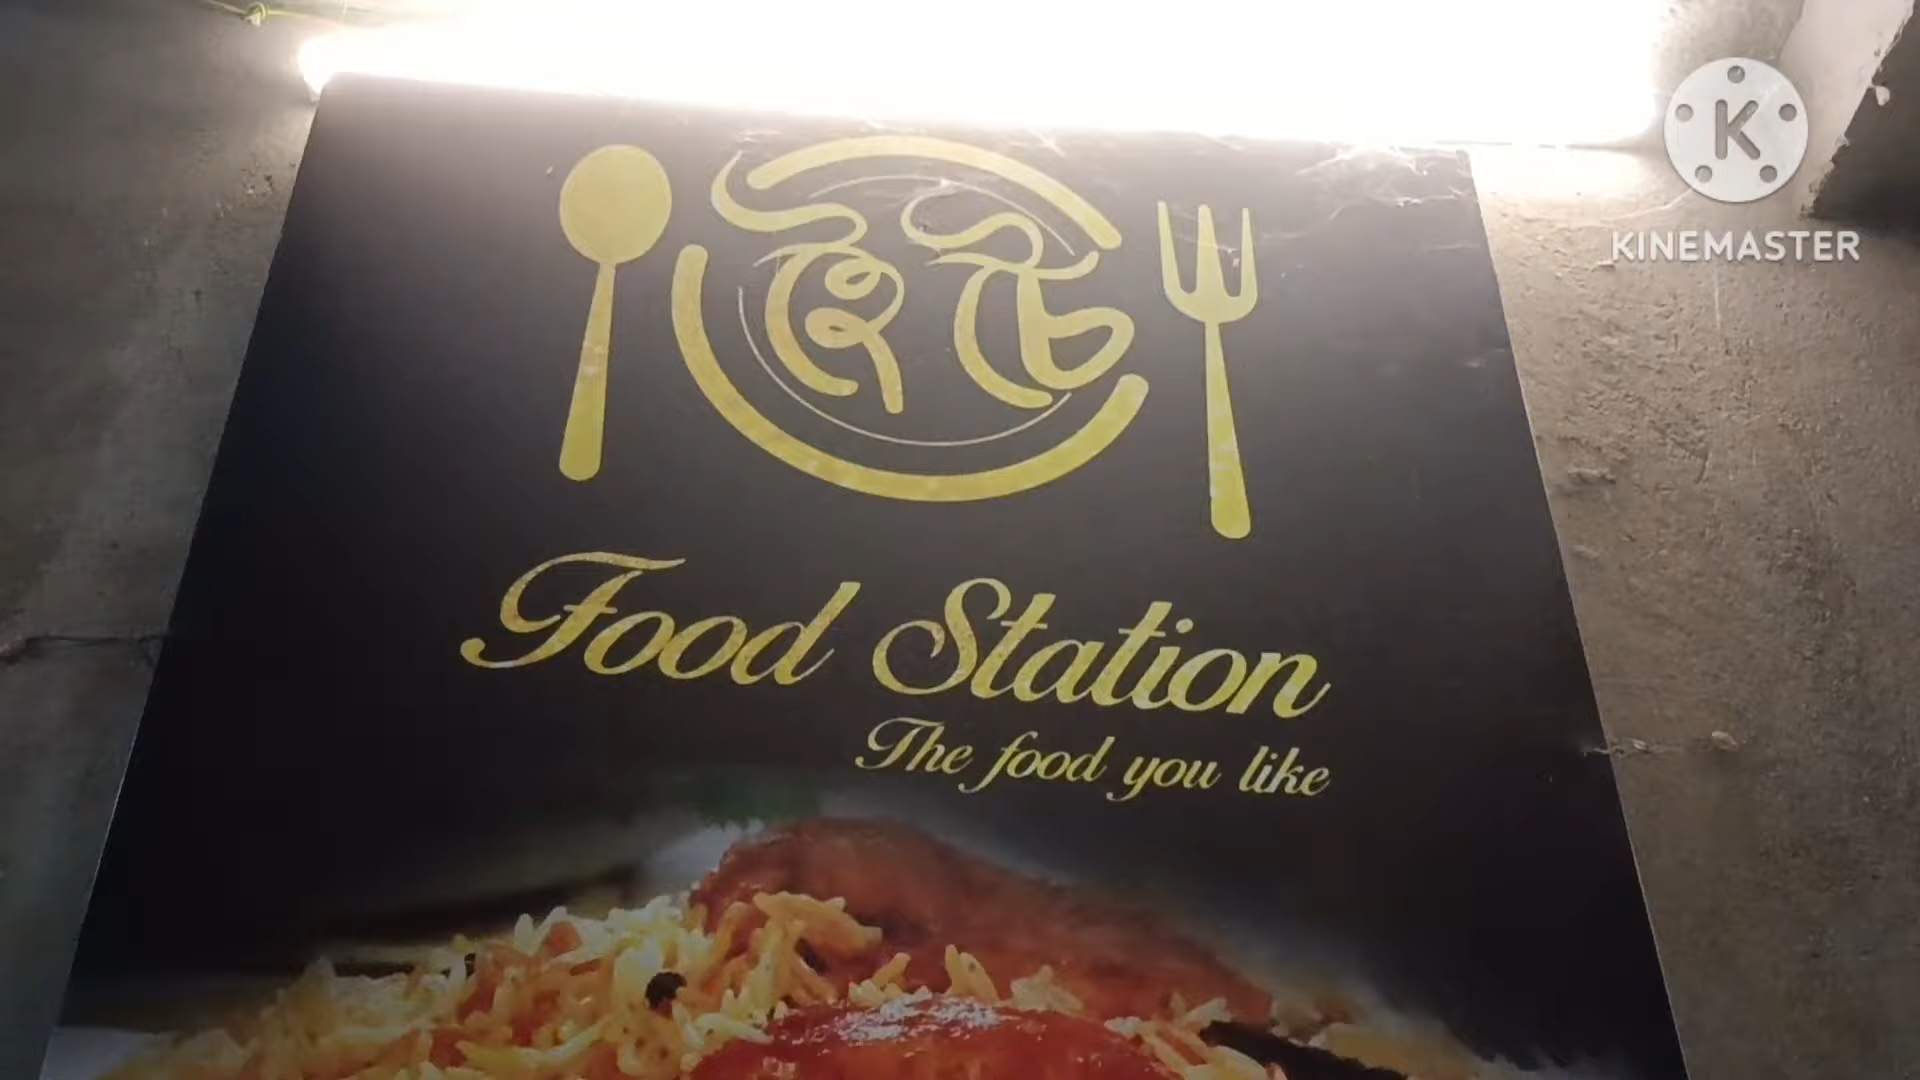 হৈ চৈ
Food Station
The food you like
K
KINEMASTER